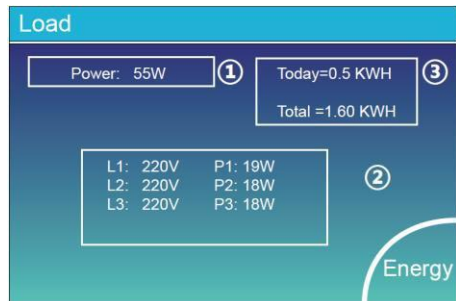 Load
Power: 55W ①
Today=0.5 KWH ③
Total =1.60 KWH
L1: 220V P1: 19W
L2: 220V P2: 18W ②
L3: 220V P3: 18W
Energy